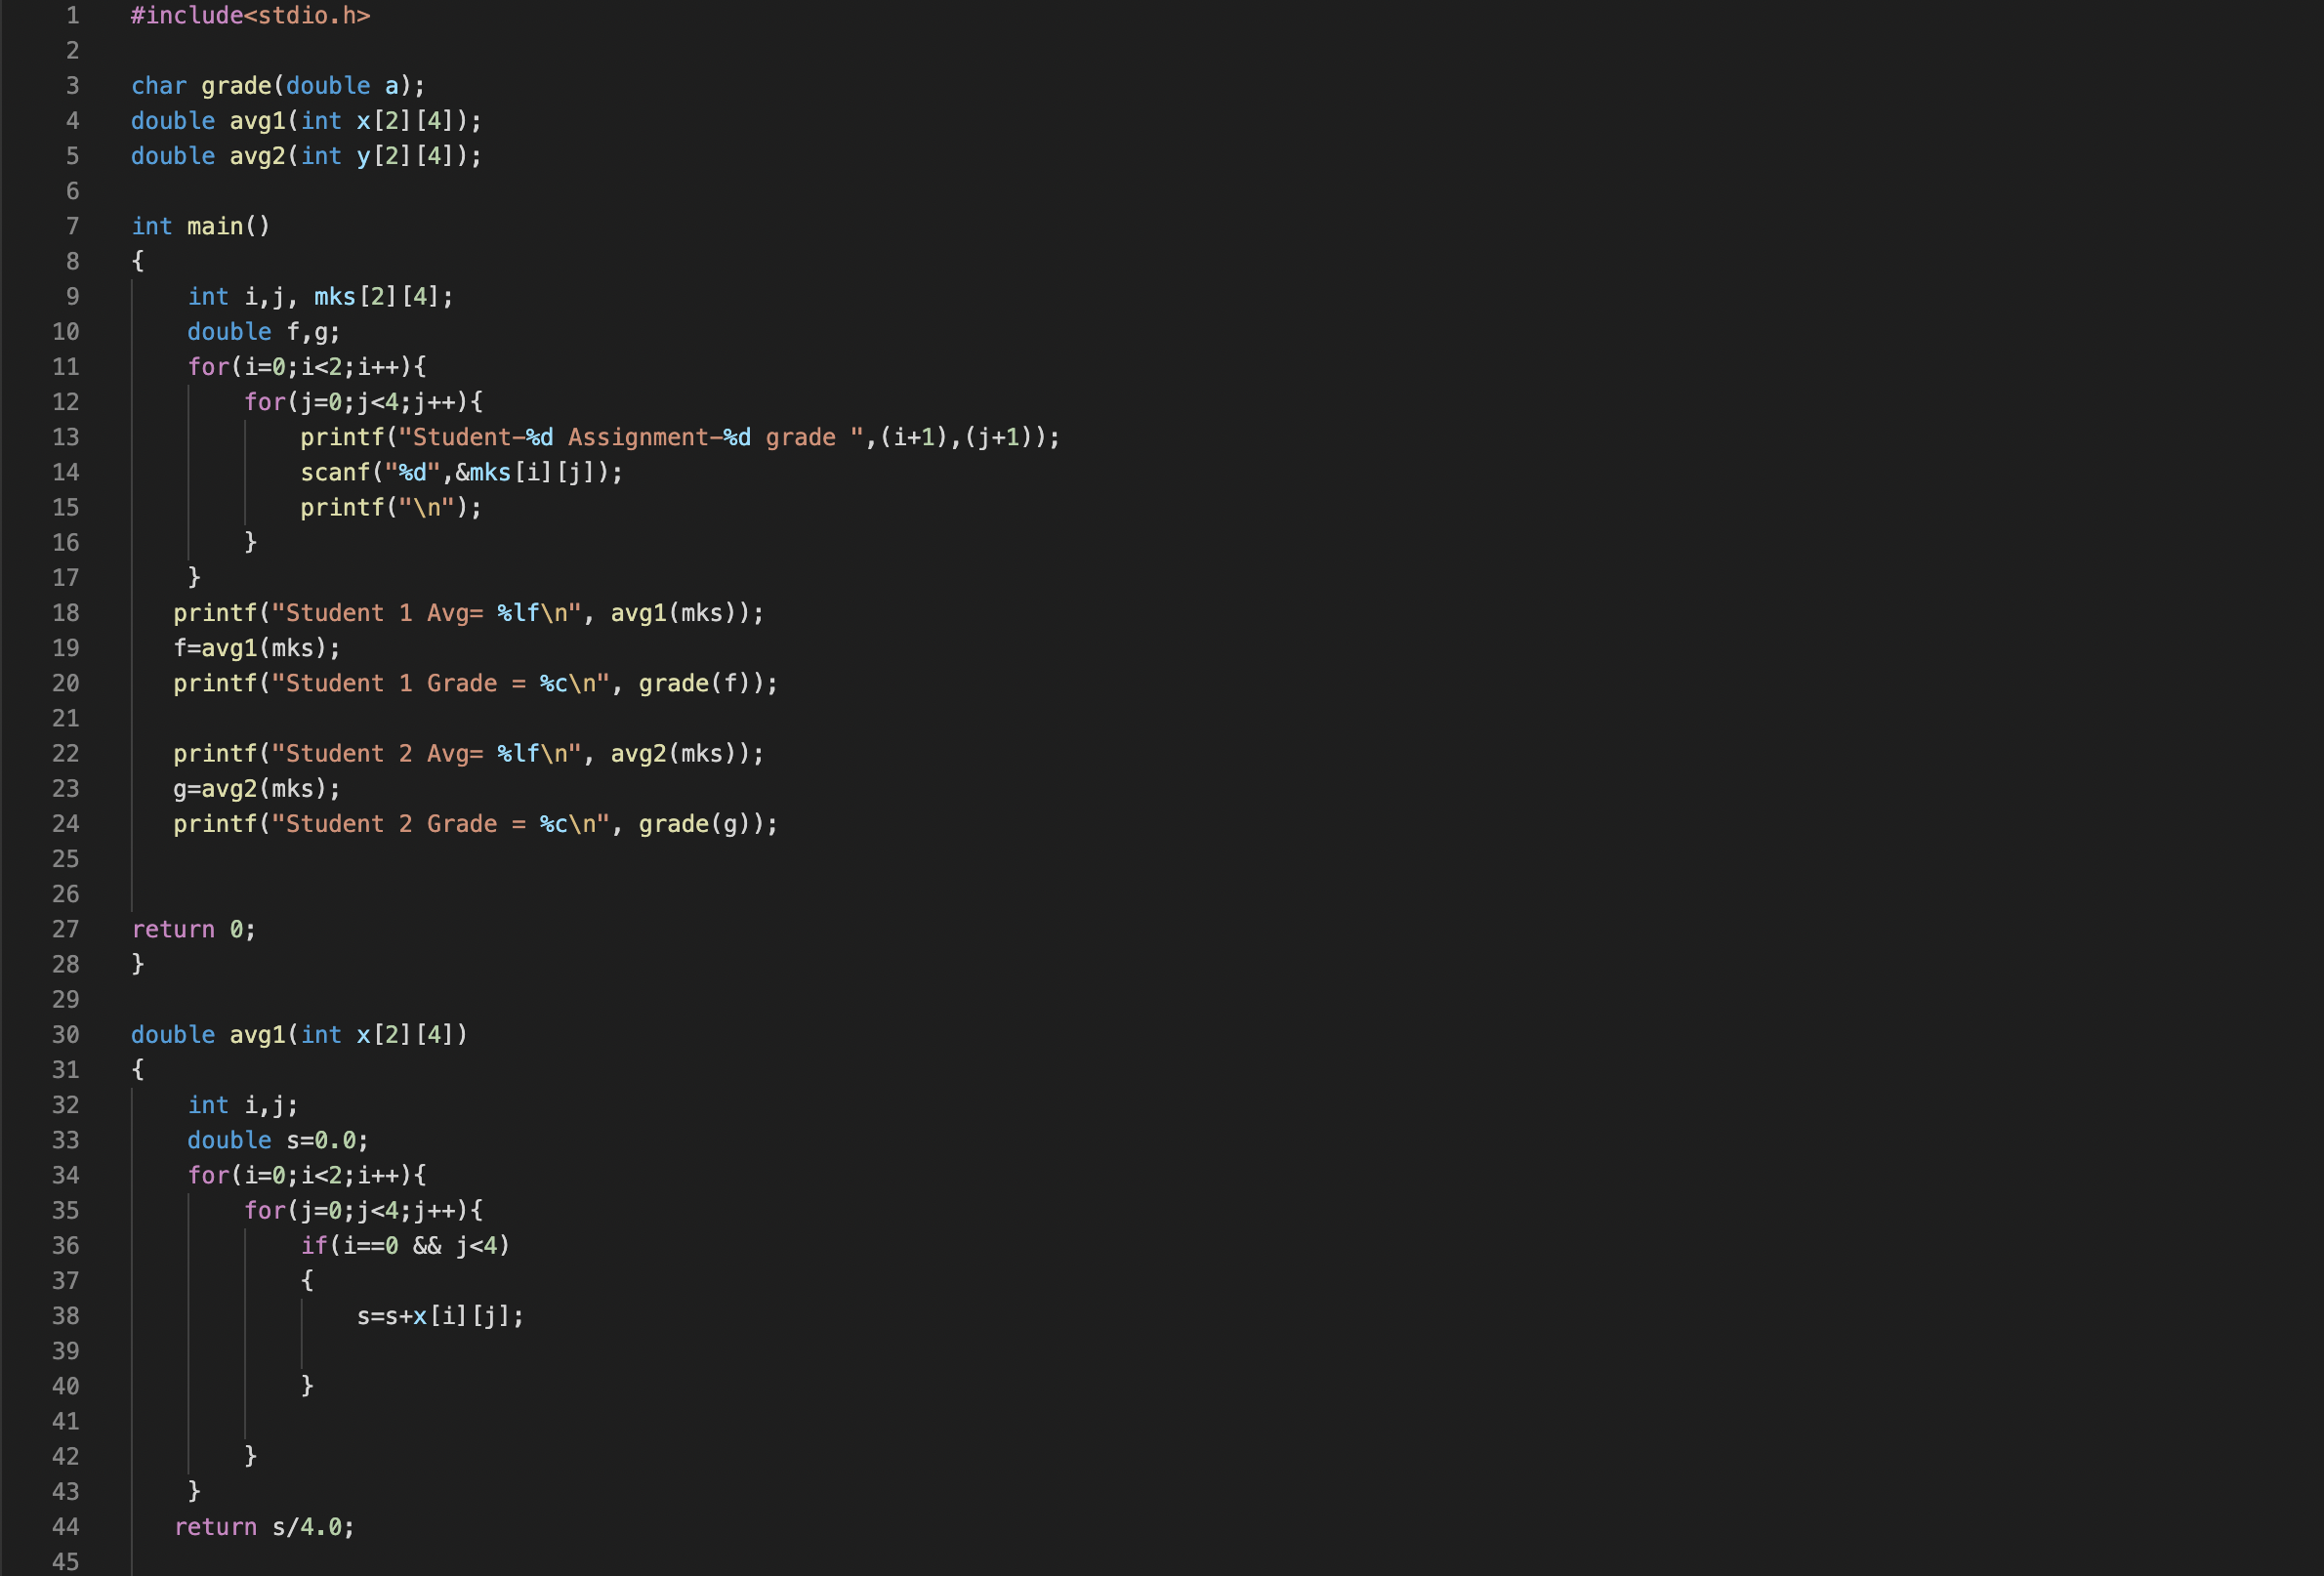 1 #include<stdio.h>
2
3 char grade(double a);
4 double avg1(int x[2][4]);
5 double avg2(int y[2][4]);
6
7 int main()
8 {
9     int i,j, mks[2][4];
10     double f,g;
11     for(i=0;i<2;i++){
12         for(j=0;j<4;j++){
13             printf("Student-%d Assignment-%d grade ",(i+1),(j+1));
14             scanf("%d",&mks[i][j]);
15             printf("\n");
16         }
17     }
18    printf("Student 1 Avg= %lf\n", avg1(mks));
19    f=avg1(mks);
20    printf("Student 1 Grade = %c\n", grade(f));
21
22    printf("Student 2 Avg= %lf\n", avg2(mks));
23    g=avg2(mks);
24    printf("Student 2 Grade = %c\n", grade(g));
25
26
27 return 0;
28 }
29
30 double avg1(int x[2][4])
31 {
32     int i,j;
33     double s=0.0;
34     for(i=0;i<2;i++){
35         for(j=0;j<4;j++){
36             if(i==0 && j<4)
37             {
38                 s=s+x[i][j];
39
40             }
41
42         }
43     }
44    return s/4.0;
45